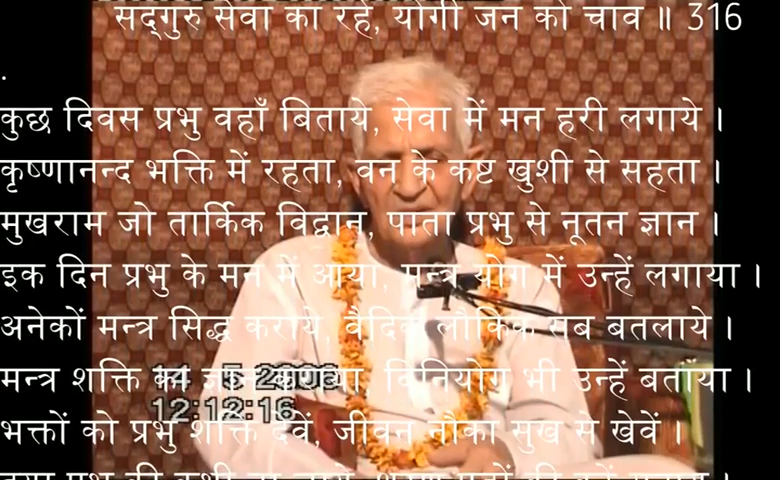 सद्गुरु सेवा का रहे, योगी जन को चाव ॥ 316
.
कुछ दिवस प्रभु वहाँ बिताये, सेवा में मन हरी लगाये ।
कृष्णानन्द भक्ति में रहता, वन के कष्ट खुशी से सहता ।
मुखराम जो तार्किक विद्वान, पाता प्रभु से नूतन ज्ञान ।
इक दिन प्रभु के मन में आया, मन्त्र योग में उन्हें लगाया ।
अनेकों मन्त्र सिद्ध कराये, वैदिक लौकिक सब बतलाये ।
मन्त्र शक्ति का ज्ञान विनियोग भी उन्हें बताया ।
भक्तों को प्रभु शक्ति देवें, जीवन नौका सुख से खेवें ।
12:12:16